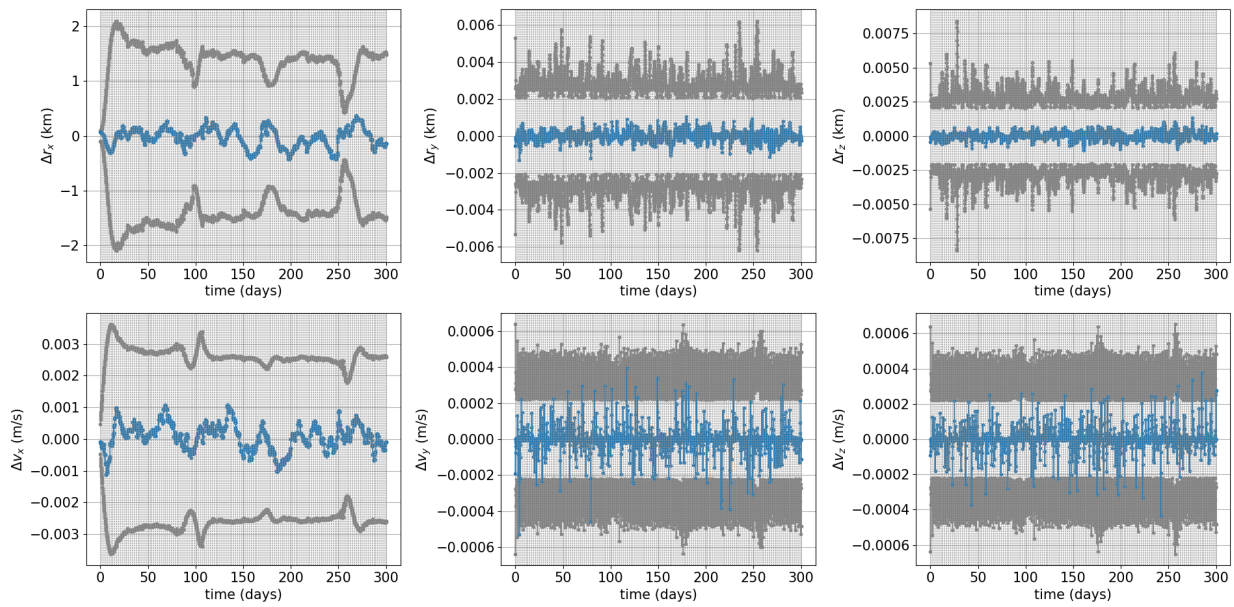 2
1
0
−1
−2
Δrₓ (km)
0 50 100 150 200 250 300
time (days)
0.006
0.004
0.002
0.000
−0.002
−0.004
−0.006
Δr_y (km)
0 50 100 150 200 250 300
time (days)
0.0075
0.0050
0.0025
0.0000
−0.0025
−0.0050
−0.0075
Δr_z (km)
0 50 100 150 200 250 300
time (days)
0.003
0.002
0.001
0.000
−0.001
−0.002
−0.003
Δvₓ (m/s)
0 50 100 150 200 250 300
time (days)
0.0006
0.0004
0.0002
0.0000
−0.0002
−0.0004
−0.0006
Δv_y (m/s)
0 50 100 150 200 250 300
time (days)
0.0006
0.0004
0.0002
0.0000
−0.0002
−0.0004
−0.0006
Δv_z (m/s)
0 50 100 150 200 250 300
time (days)